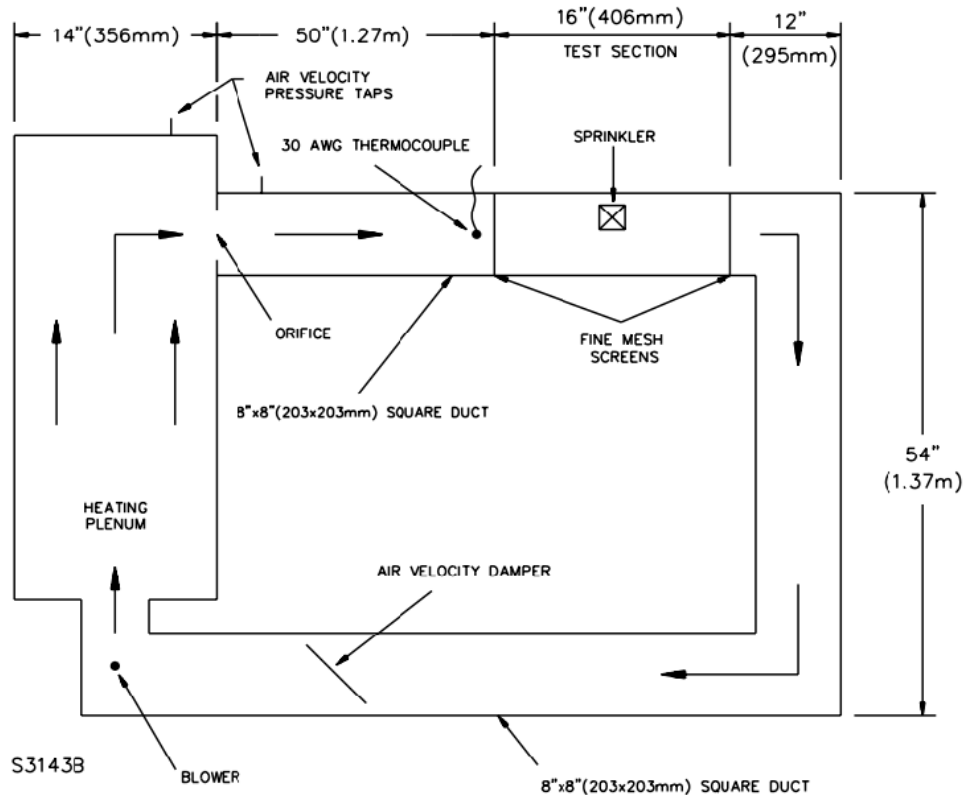 14"(356mm)
50"(1.27m)
16"(406mm)
12"
(295mm)
TEST SECTION
AIR VELOCITY
PRESSURE TAPS
30 AWG THERMOCOUPLE
SPRINKLER
ORIFICE
FINE MESH
SCREENS
8"x8"(203x203mm) SQUARE DUCT
54"
(1.37m)
HEATING
PLENUM
AIR VELOCITY DAMPER
S3143B
BLOWER
8"x8"(203x203mm) SQUARE DUCT